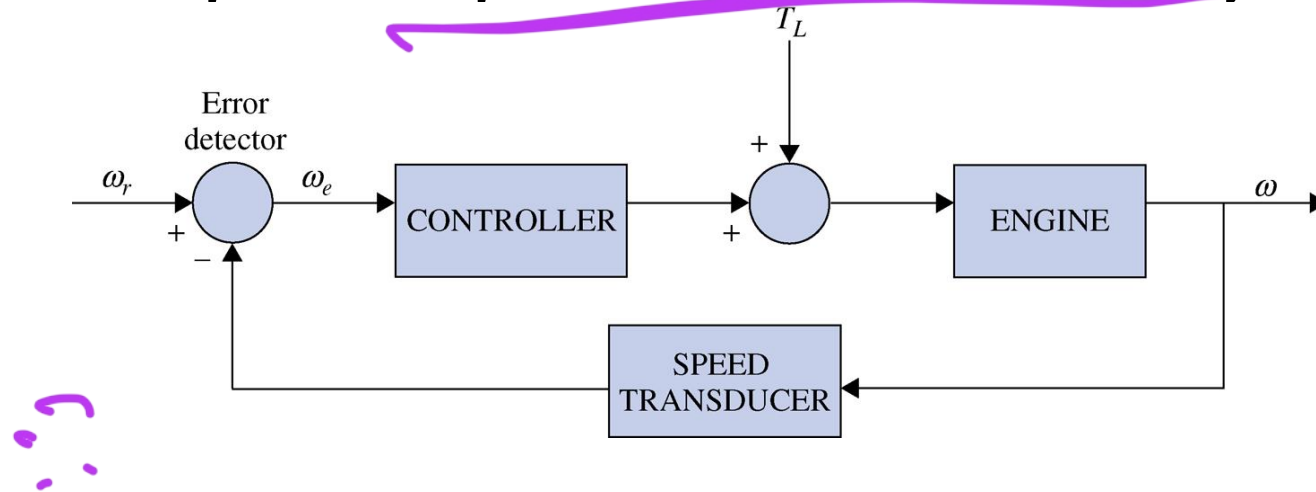 T_L
Error
detector
ω_r
ω_e
CONTROLLER
ENGINE
ω
+
+
+
−
SPEED
TRANSDUCER